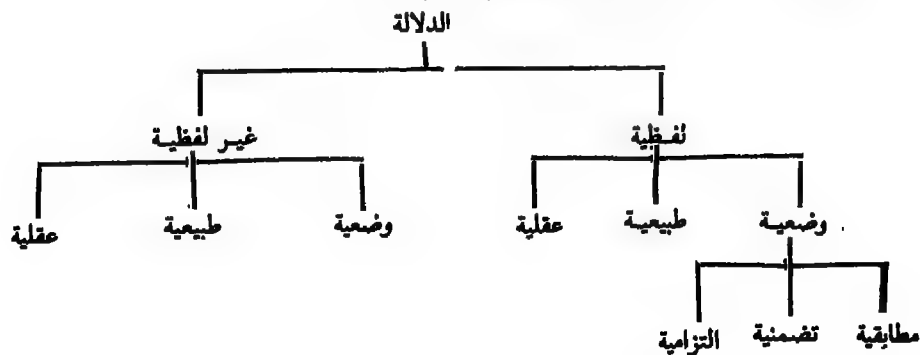 الدلالة
لفظية غير لفظية
وضعية طبيعية عقلية وضعية طبيعية عقلية
مطابقية تضمنية التزامية